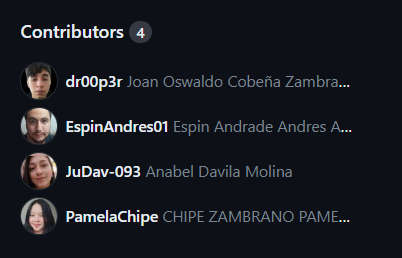 Contributors 4
dr00p3r Joan Oswaldo Cobeña Zambra...
EspinAndres01 Espin Andrade Andres A...
JuDav-093 Anabel Davila Molina
PamelaChipe CHIPE ZAMBRANO PAME...